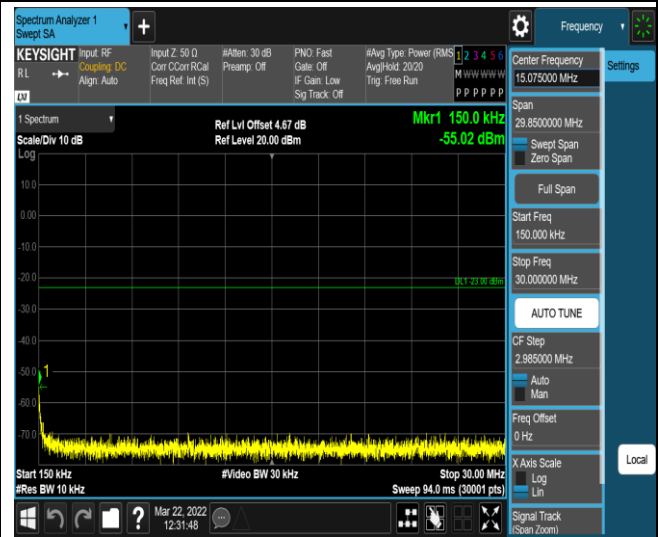 Spectrum Analyzer 1
Swept SA
+
Frequency
KEYSIGHT
RL
LXI
Input: RF
Coupling: DC
Align: Auto
Input Z: 50 Ω
Corr CCorr RCal
Freq Ref: Int (S)
#Atten: 30 dB
Preamp: Off
PNO: Fast
Gate: Off
IF Gain: Low
Sig Track: Off
#Avg Type: Power (RMS
Avg|Hold: 20/20
Trig: Free Run
1 2 3 4 5 6
M W W W W W
P P P P P P
1 Spectrum
Scale/Div 10 dB
Log
Ref Lvl Offset 4.67 dB
Ref Level 20.00 dBm
Mkr1 150.0 kHz
-55.02 dBm
10.0
0.00
-10.0
-20.0
DL1 -23.00 dBm
-30.0
-40.0
-50.0
1
-60.0
-70.0
Start 150 kHz
#Res BW 10 kHz
#Video BW 30 kHz
Stop 30.00 MHz
Sweep 94.0 ms (30001 pts)
?
Mar 22, 2022
12:31:48
Center Frequency
15.075000 MHz
Settings
Span
29.8500000 MHz
Swept Span
Zero Span
Full Span
Start Freq
150.000 kHz
Stop Freq
30.000000 MHz
AUTO TUNE
CF Step
2.985000 MHz
Auto
Man
Freq Offset
0 Hz
X Axis Scale
Log
Lin
Local
Signal Track
(Span Zoom)